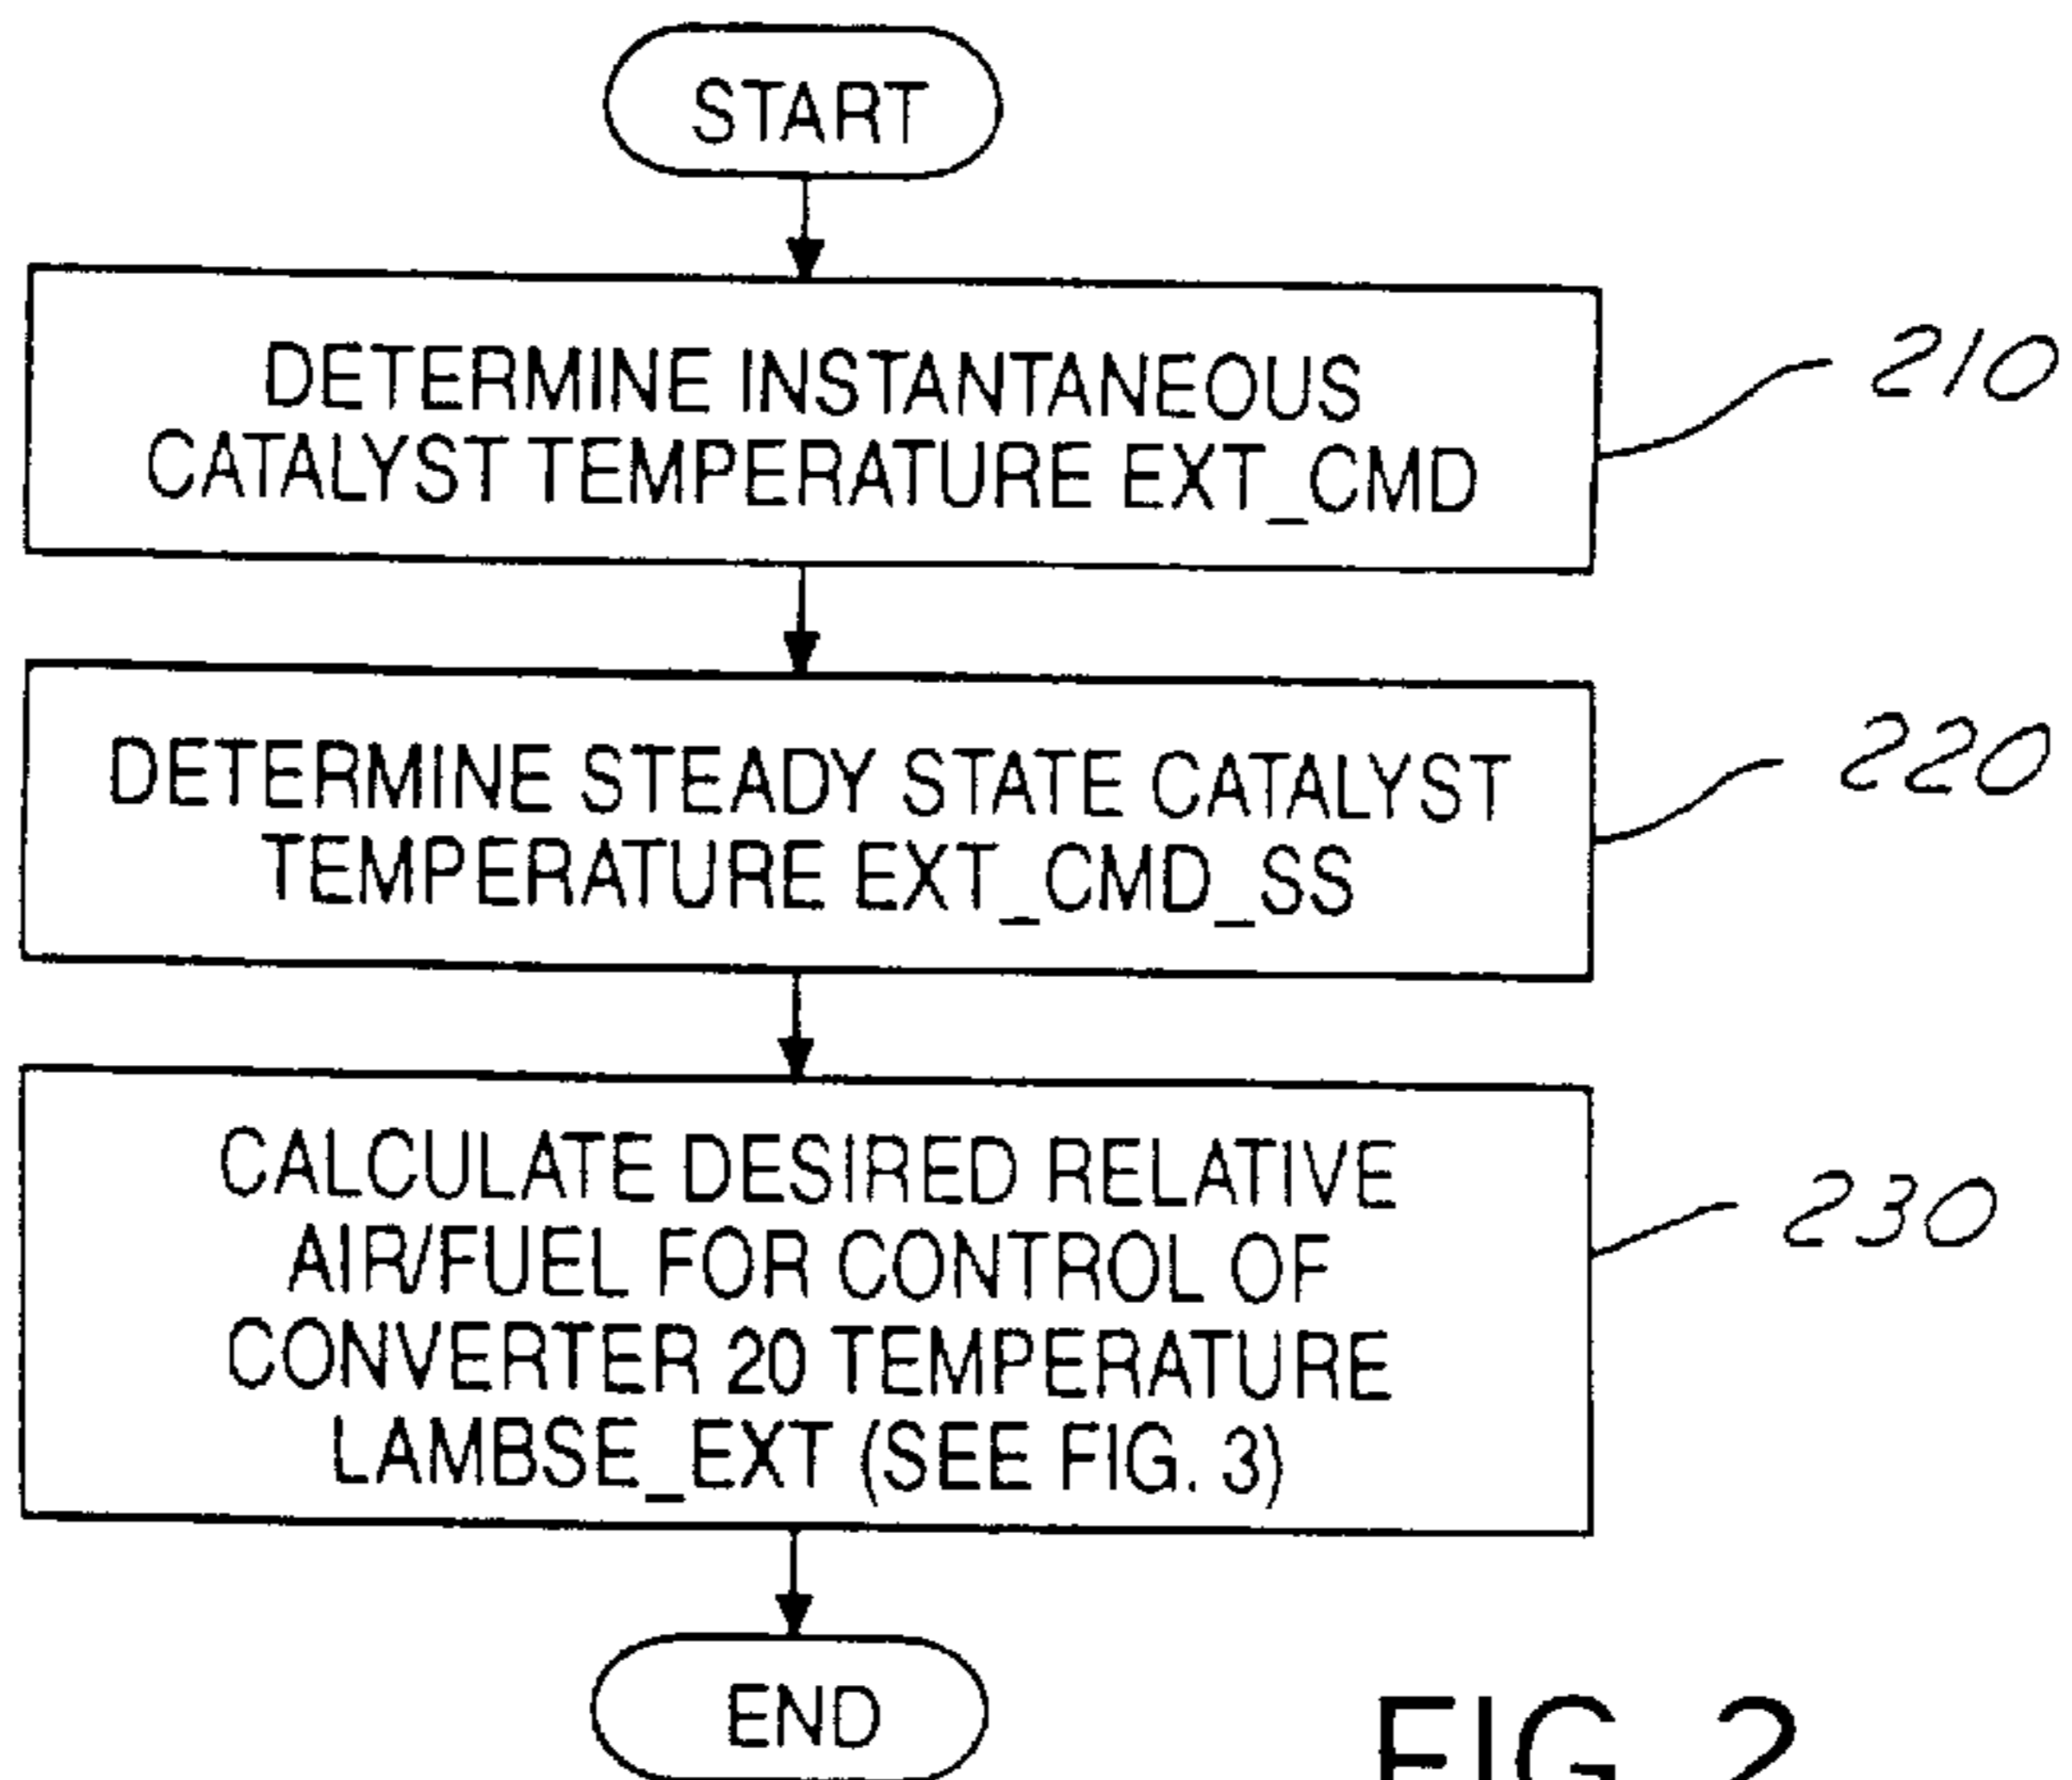 START
DETERMINE INSTANTANEOUS
CATALYST TEMPERATURE EXT_CMD
210
DETERMINE STEADY STATE CATALYST
TEMPERATURE EXT_CMD_SS
220
CALCULATE DESIRED RELATIVE
AIR/FUEL FOR CONTROL OF
CONVERTER 20 TEMPERATURE
LAMBSE_EXT (SEE FIG. 3)
230
END
FIG. 2